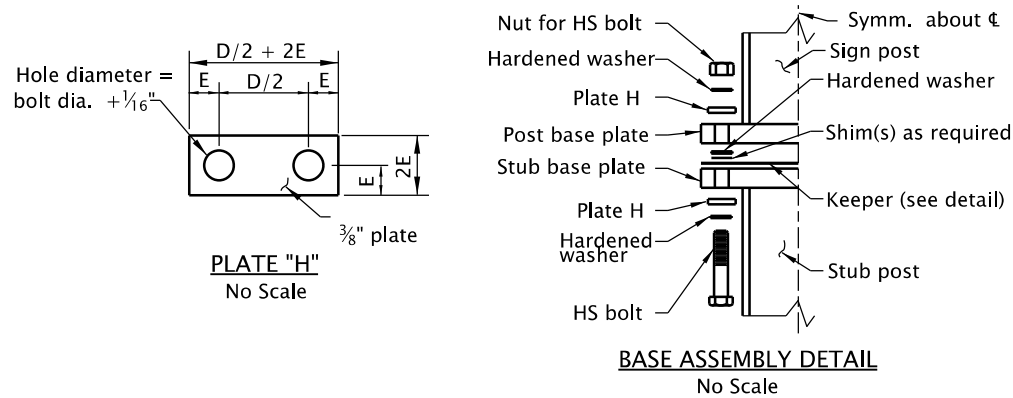 D/2 + 2E
E
D/2
E
Hole diameter =
bolt dia. +1/16"
E
2E
3/8" plate
PLATE "H"
No Scale
Nut for HS bolt
Hardened washer
Plate H
Post base plate
Stub base plate
Plate H
Hardened
washer
HS bolt
Symm. about ℄
Sign post
Hardened washer
Shim(s) as required
Keeper (see detail)
Stub post
BASE ASSEMBLY DETAIL
No Scale